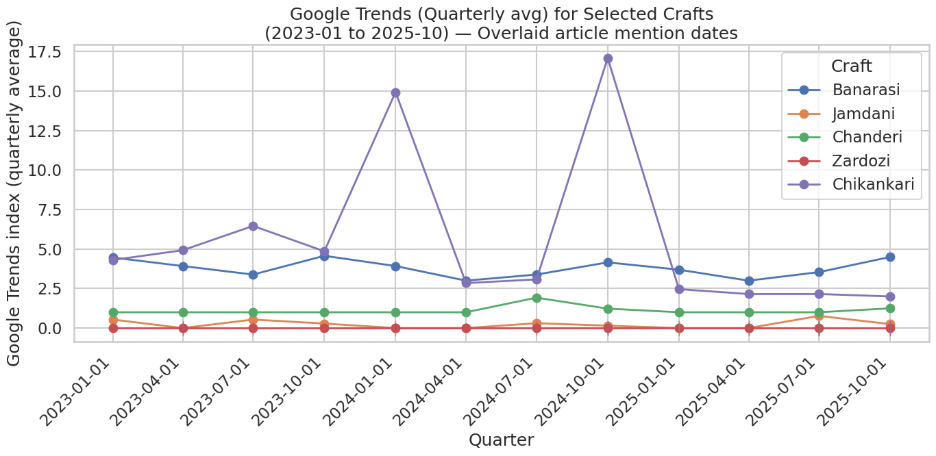 Google Trends (Quarterly avg) for Selected Crafts
(2023-01 to 2025-10) — Overlaid article mention dates
Google Trends index (quarterly average)
17.5
15.0
12.5
10.0
7.5
5.0
2.5
0.0
Craft
Banarasi
Jamdani
Chanderi
Zardozi
Chikankari
2023-01-01
2023-04-01
2023-07-01
2023-10-01
2024-01-01
2024-04-01
2024-07-01
2024-10-01
2025-01-01
2025-04-01
2025-07-01
2025-10-01
Quarter